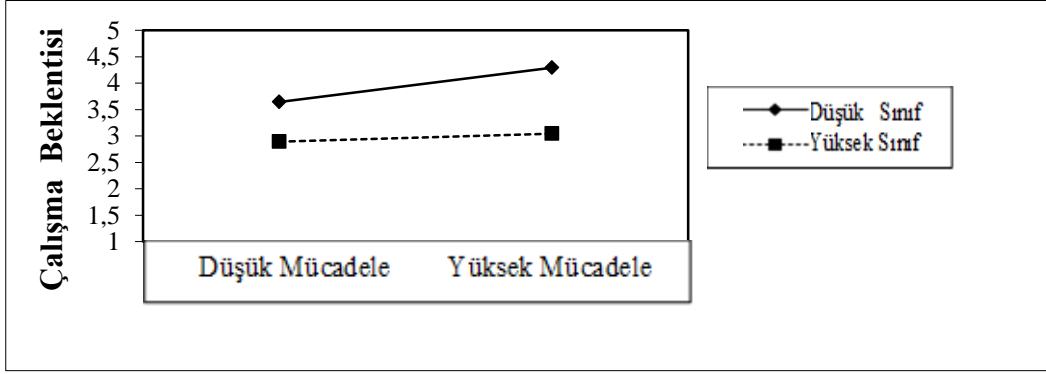 Çalışma Beklentisi
5
4,5
4
3,5
3
2,5
2
1,5
1
Düşük Mücadele Yüksek Mücadele
Düşük Sınıf
Yüksek Sınıf